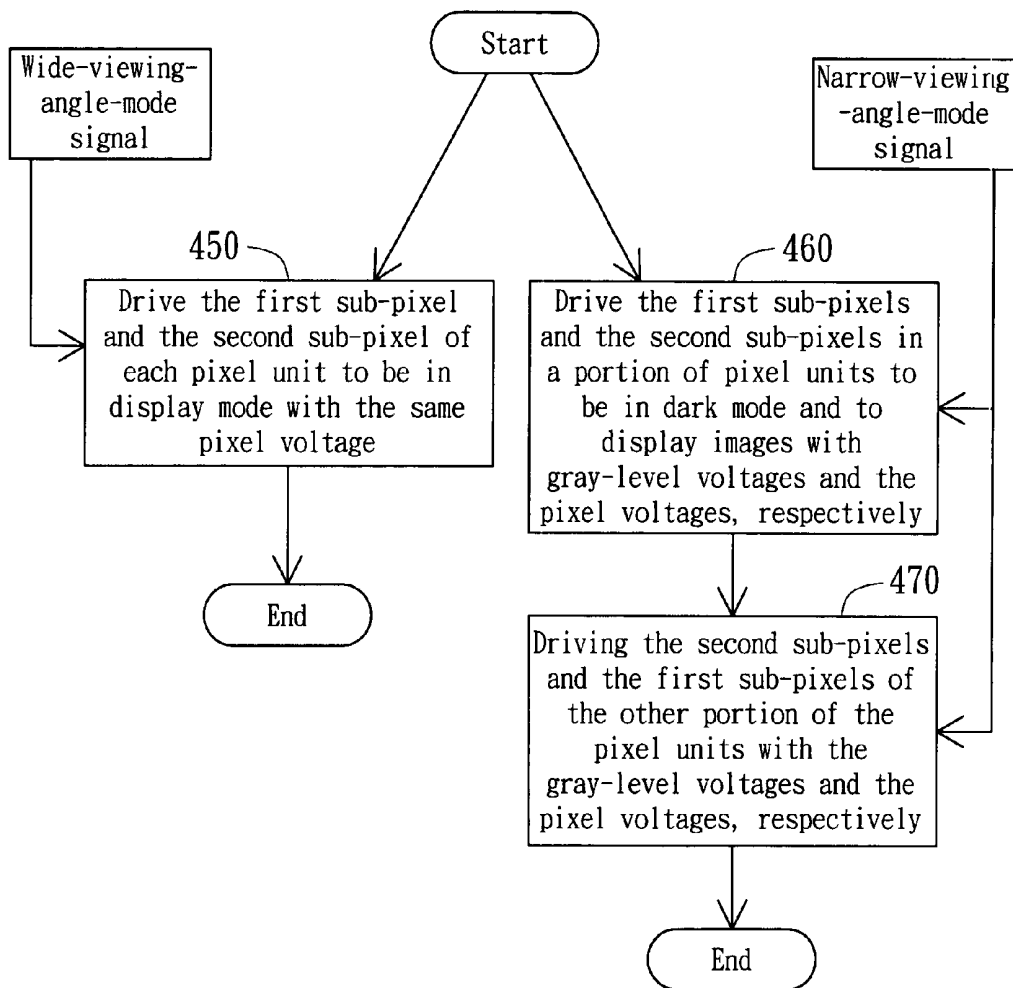 Start
Wide-viewing-
angle-mode
signal
Narrow-viewing
-angle-mode
signal
450
Drive the first sub-pixel
and the second sub-pixel of
each pixel unit to be in
display mode with the same
pixel voltage
460
Drive the first sub-pixels
and the second sub-pixels in
a portion of pixel units to
be in dark mode and to
display images with
gray-level voltages and the
pixel voltages, respectively
End
470
Driving the second sub-pixels
and the first sub-pixels of
the other portion of the
pixel units with the
gray-level voltages and the
pixel voltages, respectively
End